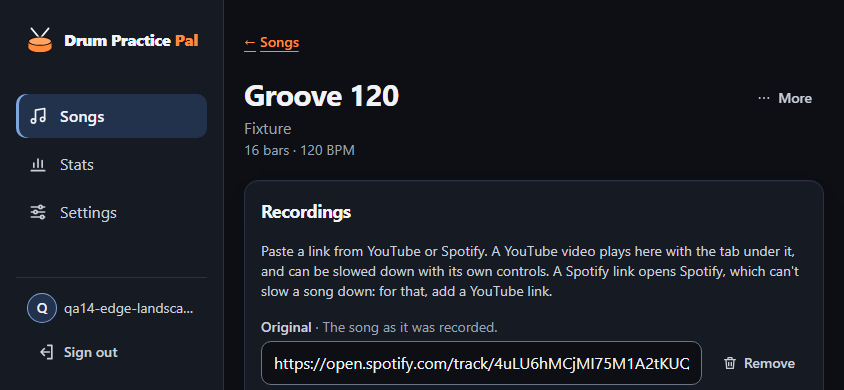 Drum Practice Pal
Songs
Stats
Settings
Q qa14-edge-landsca...
Sign out
← Songs
Groove 120
··· More
Fixture
16 bars · 120 BPM
Recordings
Paste a link from YouTube or Spotify. A YouTube video plays here with the tab under it,
and can be slowed down with its own controls. A Spotify link opens Spotify, which can't
slow a song down: for that, add a YouTube link.
Original · The song as it was recorded.
https://open.spotify.com/track/4uLU6hMCjMI75M1A2tKUQ
Remove